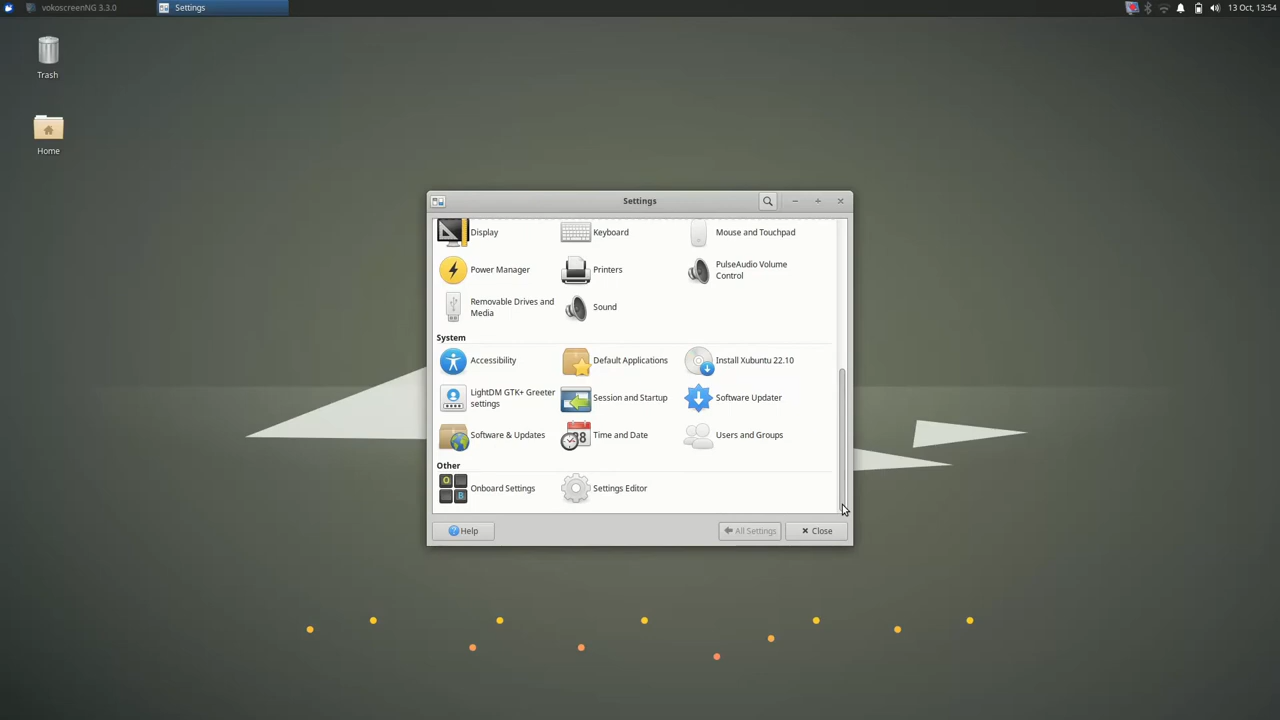 vokoscreenNG 3.3.0
Settings
13 Oct, 13:54
Trash
Home
Settings
Display
Keyboard
Mouse and Touchpad
Power Manager
Printers
PulseAudio Volume
Control
Removable Drives and
Media
Sound
System
Accessibility
Default Applications
Install Xubuntu 22.10
LightDM GTK+ Greeter
settings
Session and Startup
Software Updater
Software & Updates
Time and Date
Users and Groups
Other
Onboard Settings
Settings Editor
Help
All Settings
Close